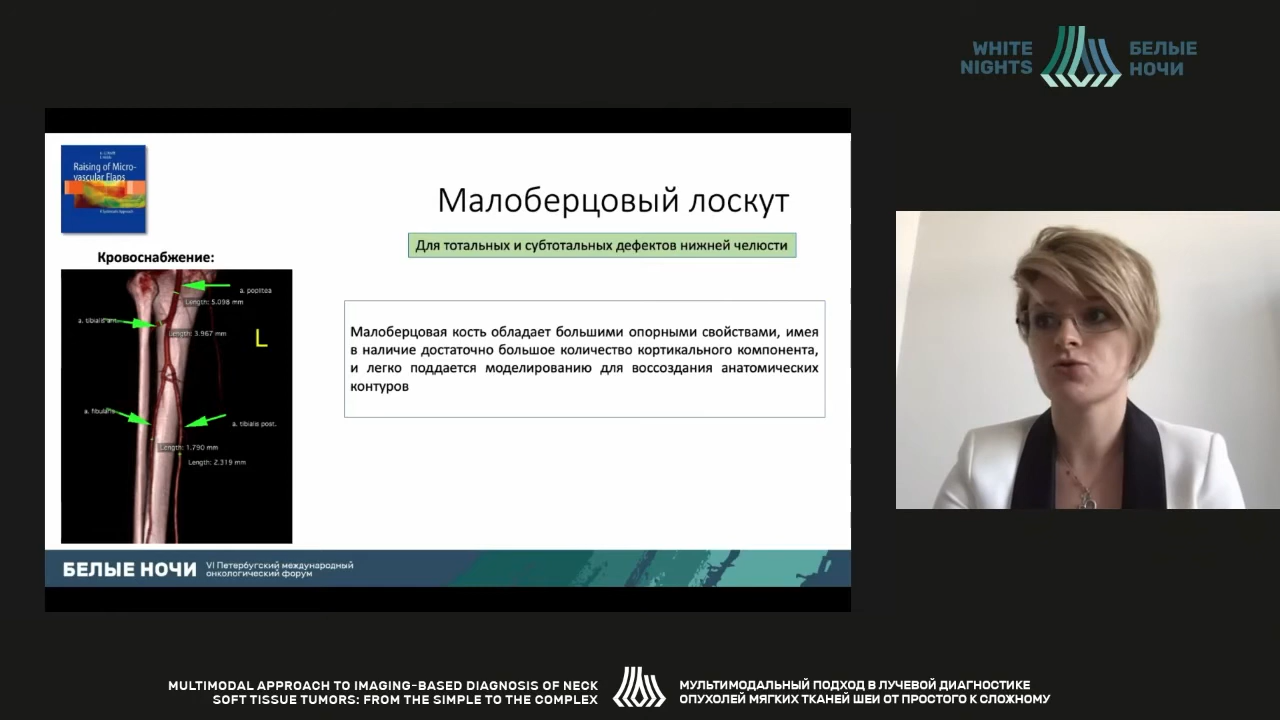 WHITE
NIGHTS
БЕЛЫЕ
НОЧИ
Raising of Micro-
vascular Flaps
Малоберцовый лоскут
Для тотальных и субтотальных дефектов нижней челюсти
Кровоснабжение:
a. poplitea
Length: 5.098 mm
a. tibialis ant.
Length: 3.967 mm
L
a. fibularis
a. tibialis post.
Length: 1.790 mm
Length: 2.319 mm
Малоберцовая кость обладает большими опорными свойствами, имея
в наличие достаточно большое количество кортикального компонента,
и легко поддается моделированию для воссоздания анатомических
контуров
БЕЛЫЕ НОЧИ
VI Петербугский международный
онкологический форум
MULTIMODAL APPROACH TO IMAGING-BASED DIAGNOSIS OF NECK
SOFT TISSUE TUMORS: FROM THE SIMPLE TO THE COMPLEX
МУЛЬТИМОДАЛЬНЫЙ ПОДХОД В ЛУЧЕВОЙ ДИАГНОСТИКЕ
ОПУХОЛЕЙ МЯГКИХ ТКАНЕЙ ШЕИ ОТ ПРОСТОГО К СЛОЖНОМУ